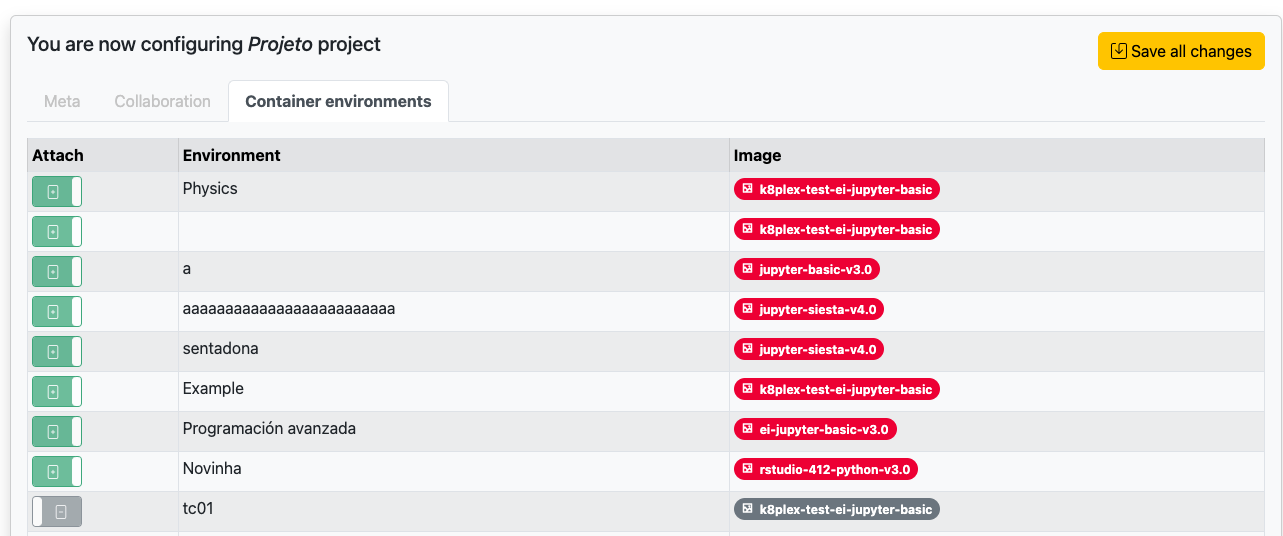 You are now configuring Projeto project
Save all changes
Meta Collaboration Container environments
Attach Environment Image
Physics k8plex-test-ei-jupyter-basic
k8plex-test-ei-jupyter-basic
a jupyter-basic-v3.0
aaaaaaaaaaaaaaaaaaaaaaaaa jupyter-siesta-v4.0
sentadona jupyter-siesta-v4.0
Example k8plex-test-ei-jupyter-basic
Programación avanzada ei-jupyter-basic-v3.0
Novinha rstudio-412-python-v3.0
tc01 k8plex-test-ei-jupyter-basic